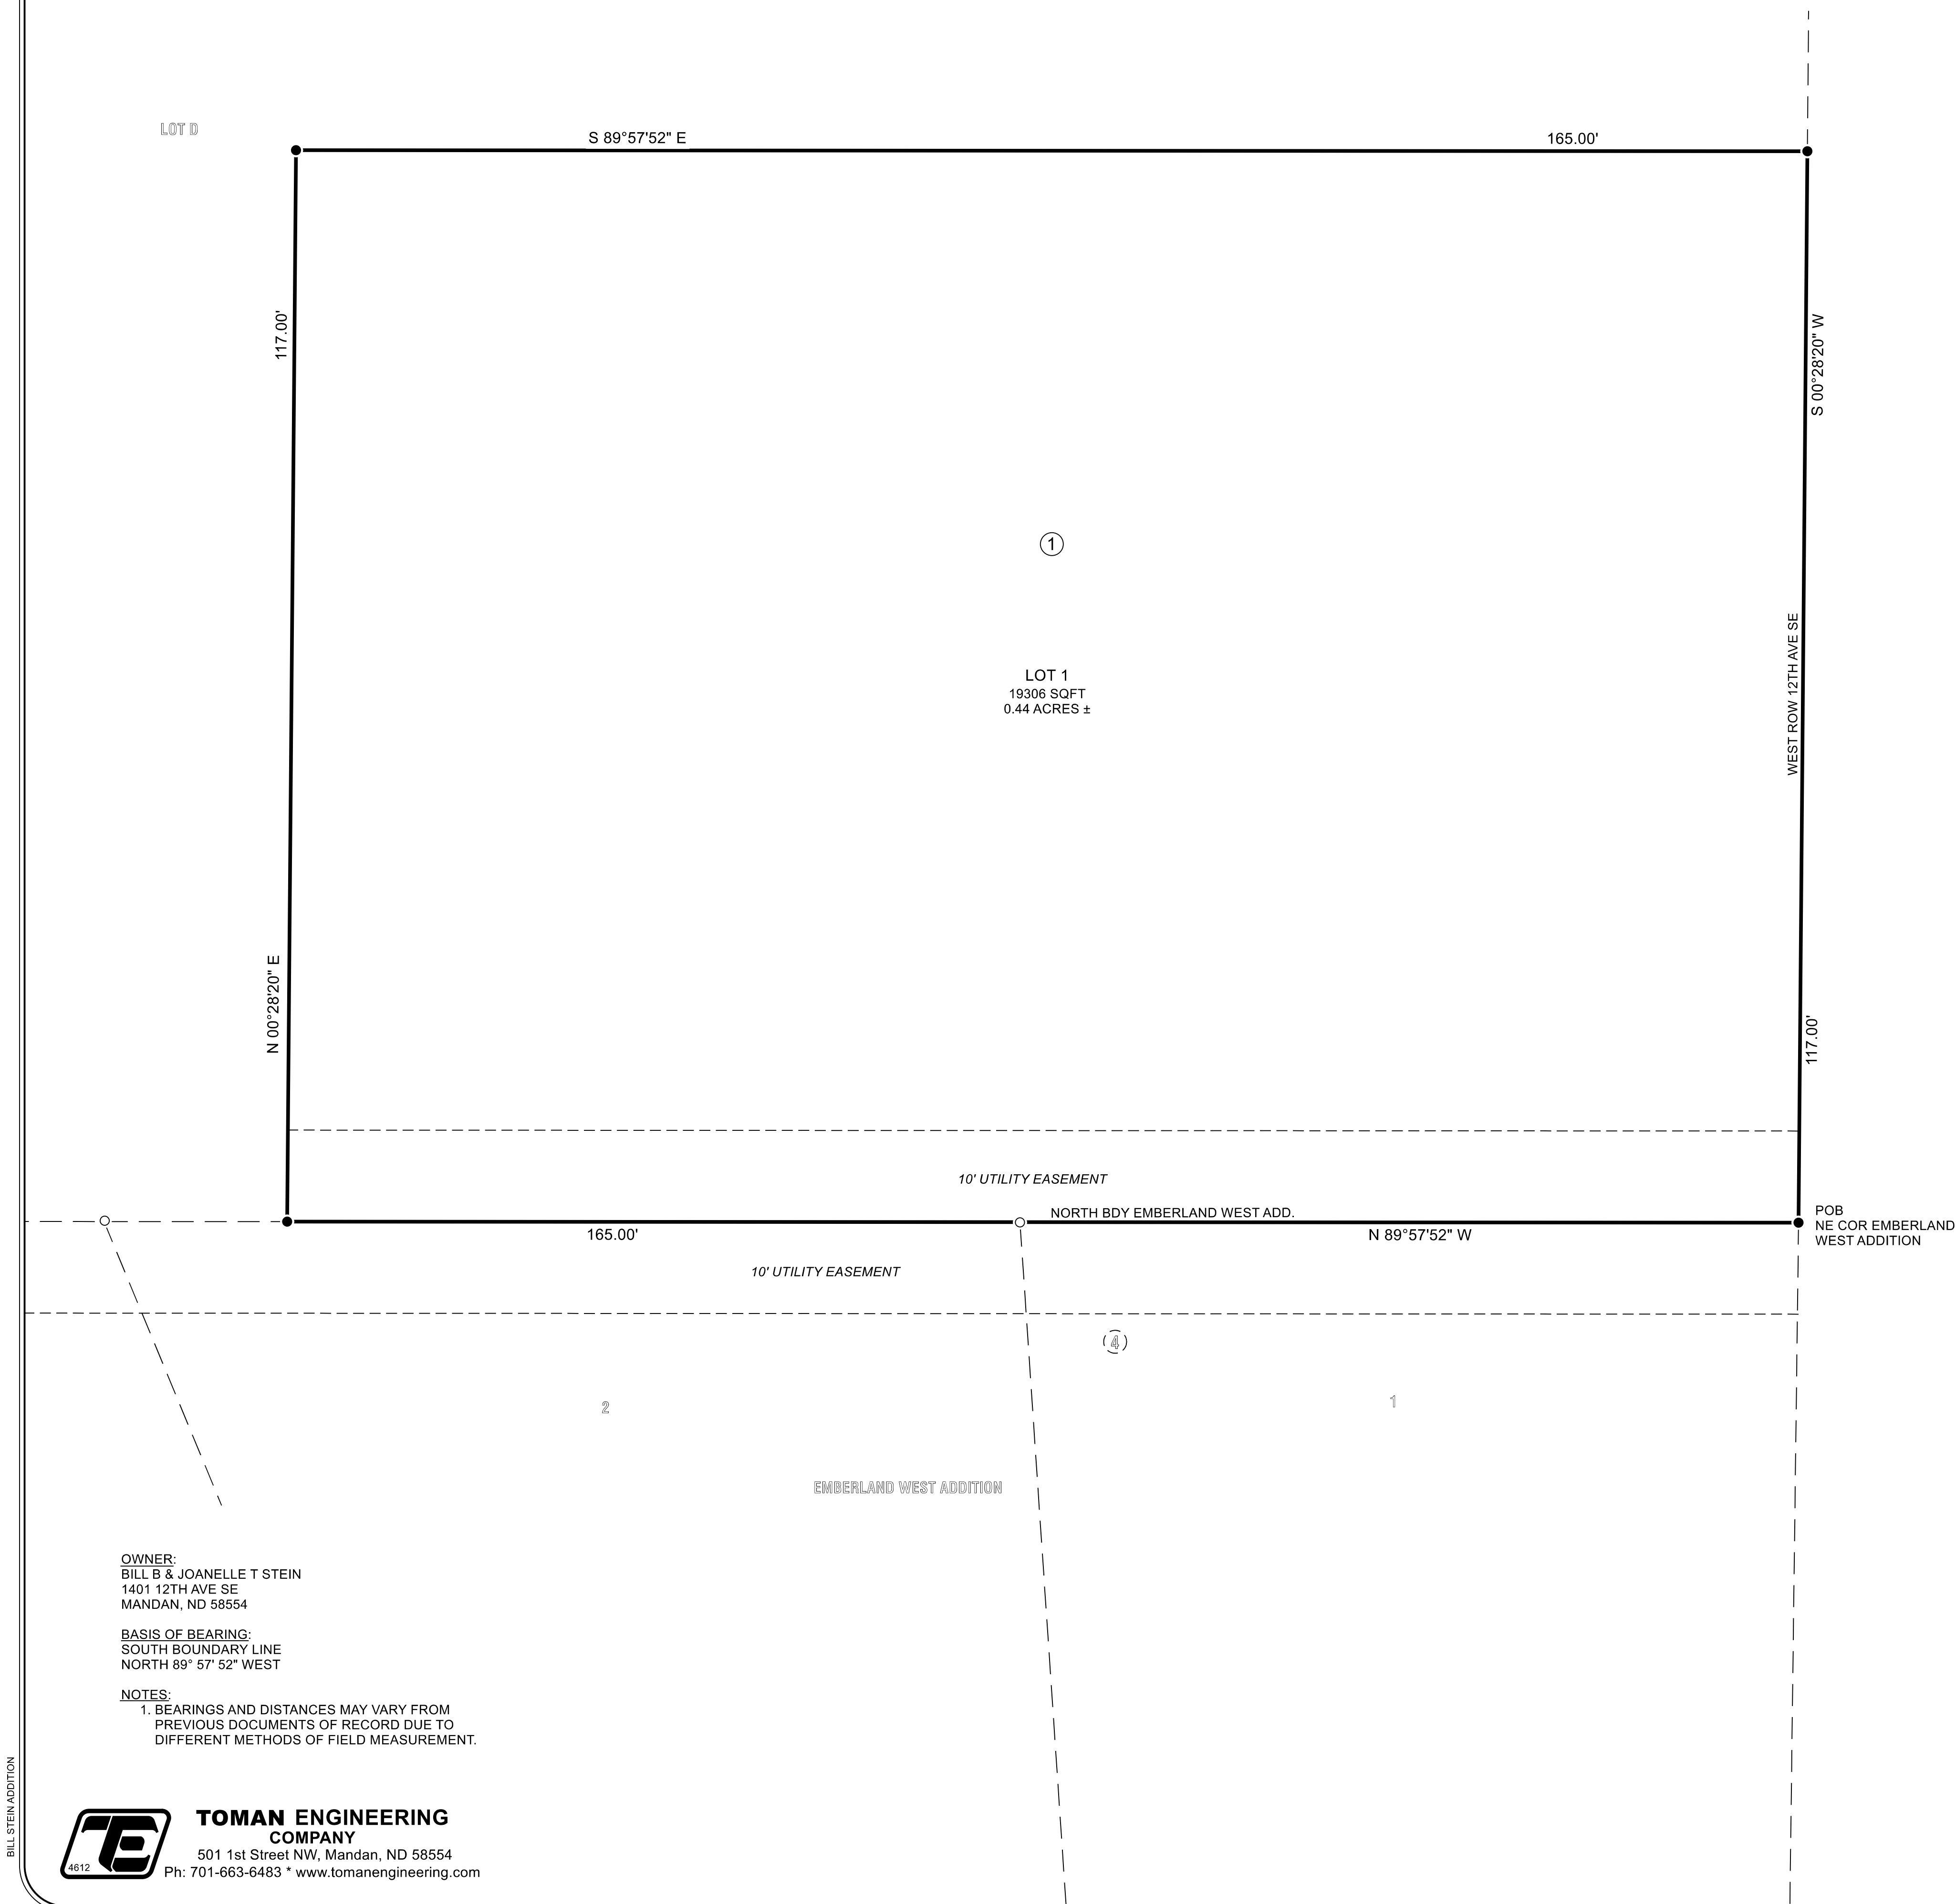 LOT D
S 89°57'52" E
165.00'
117.00'
S 00°28'20" W
1
WEST ROW 12TH AVE SE
LOT 1
19306 SQFT
0.44 ACRES ±
N 00°28'20" E
117.00'
10' UTILITY EASEMENT
NORTH BDY EMBERLAND WEST ADD.
165.00'
N 89°57'52" W
POB
NE COR EMBERLAND
WEST ADDITION
10' UTILITY EASEMENT
4
2
1
EMBERLAND WEST ADDITION
OWNER:
BILL B & JOANELLE T STEIN
1401 12TH AVE SE
MANDAN, ND 58554
BASIS OF BEARING:
SOUTH BOUNDARY LINE
NORTH 89° 57' 52" WEST
NOTES:
1. BEARINGS AND DISTANCES MAY VARY FROM
PREVIOUS DOCUMENTS OF RECORD DUE TO
DIFFERENT METHODS OF FIELD MEASUREMENT.
BILL STEIN ADDITION
TE
4612
TOMAN ENGINEERING
COMPANY
501 1st Street NW, Mandan, ND 58554
Ph: 701-663-6483 * www.tomanengineering.com